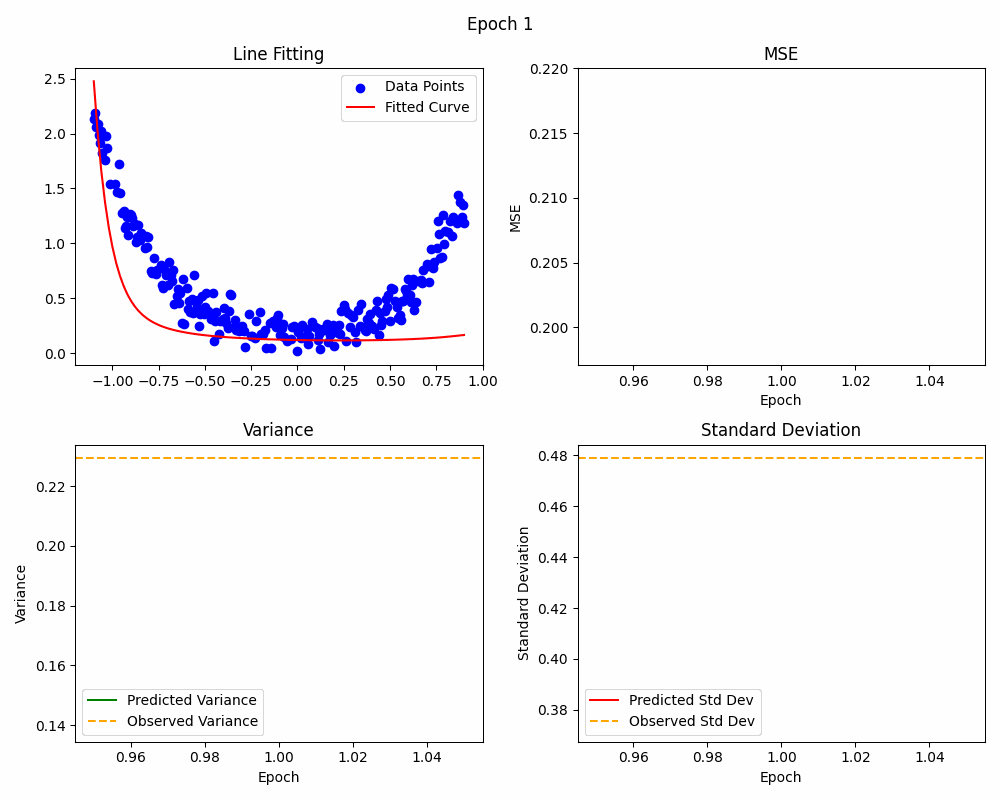 Epoch 1
Line Fitting
2.5
2.0
1.5
1.0
0.5
0.0
Data Points
Fitted Curve
−1.00 −0.75 −0.50 −0.25 0.00 0.25 0.50 0.75 1.00
MSE
0.220
0.215
0.210
0.205
0.200
MSE
0.96 0.98 1.00 1.02 1.04
Epoch
Variance
0.22
0.20
0.18
0.16
0.14
Variance
Predicted Variance
Observed Variance
0.96 0.98 1.00 1.02 1.04
Epoch
Standard Deviation
0.48
0.46
0.44
0.42
0.40
0.38
Standard Deviation
Predicted Std Dev
Observed Std Dev
0.96 0.98 1.00 1.02 1.04
Epoch